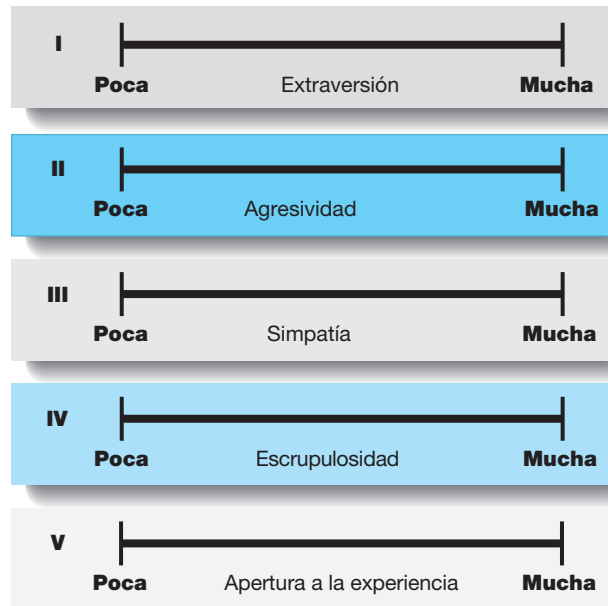 I
Poca Extraversión Mucha
II
Poca Agresividad Mucha
III
Poca Simpatía Mucha
IV
Poca Escrupulosidad Mucha
V
Poca Apertura a la experiencia Mucha